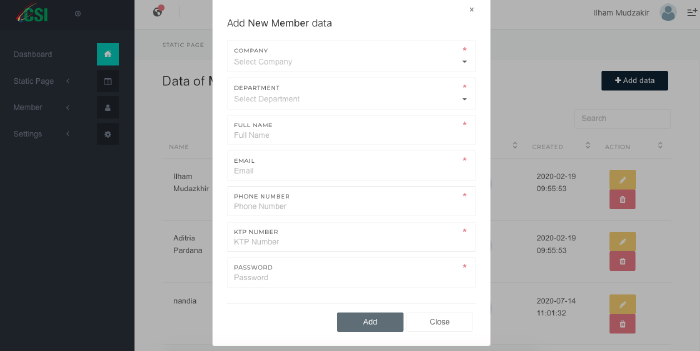 CSI
Ilham Mudzakir
Dashboard
Static Page
Member
Settings
STATIC PAGE
Data of M
+ Add data
Search
NAME
CREATED
ACTION
Ilham
Mudzakhir
2020-02-19
09:55:53
Aditria
Pardana
2020-02-19
09:55:53
nandia
2020-07-14
11:01:32
×
Add New Member data
COMPANY *
Select Company
DEPARTMENT *
Select Department
FULL NAME *
Full Name
EMAIL *
Email
PHONE NUMBER *
Phone Number
KTP NUMBER *
KTP Number
PASSWORD *
Password
Add
Close